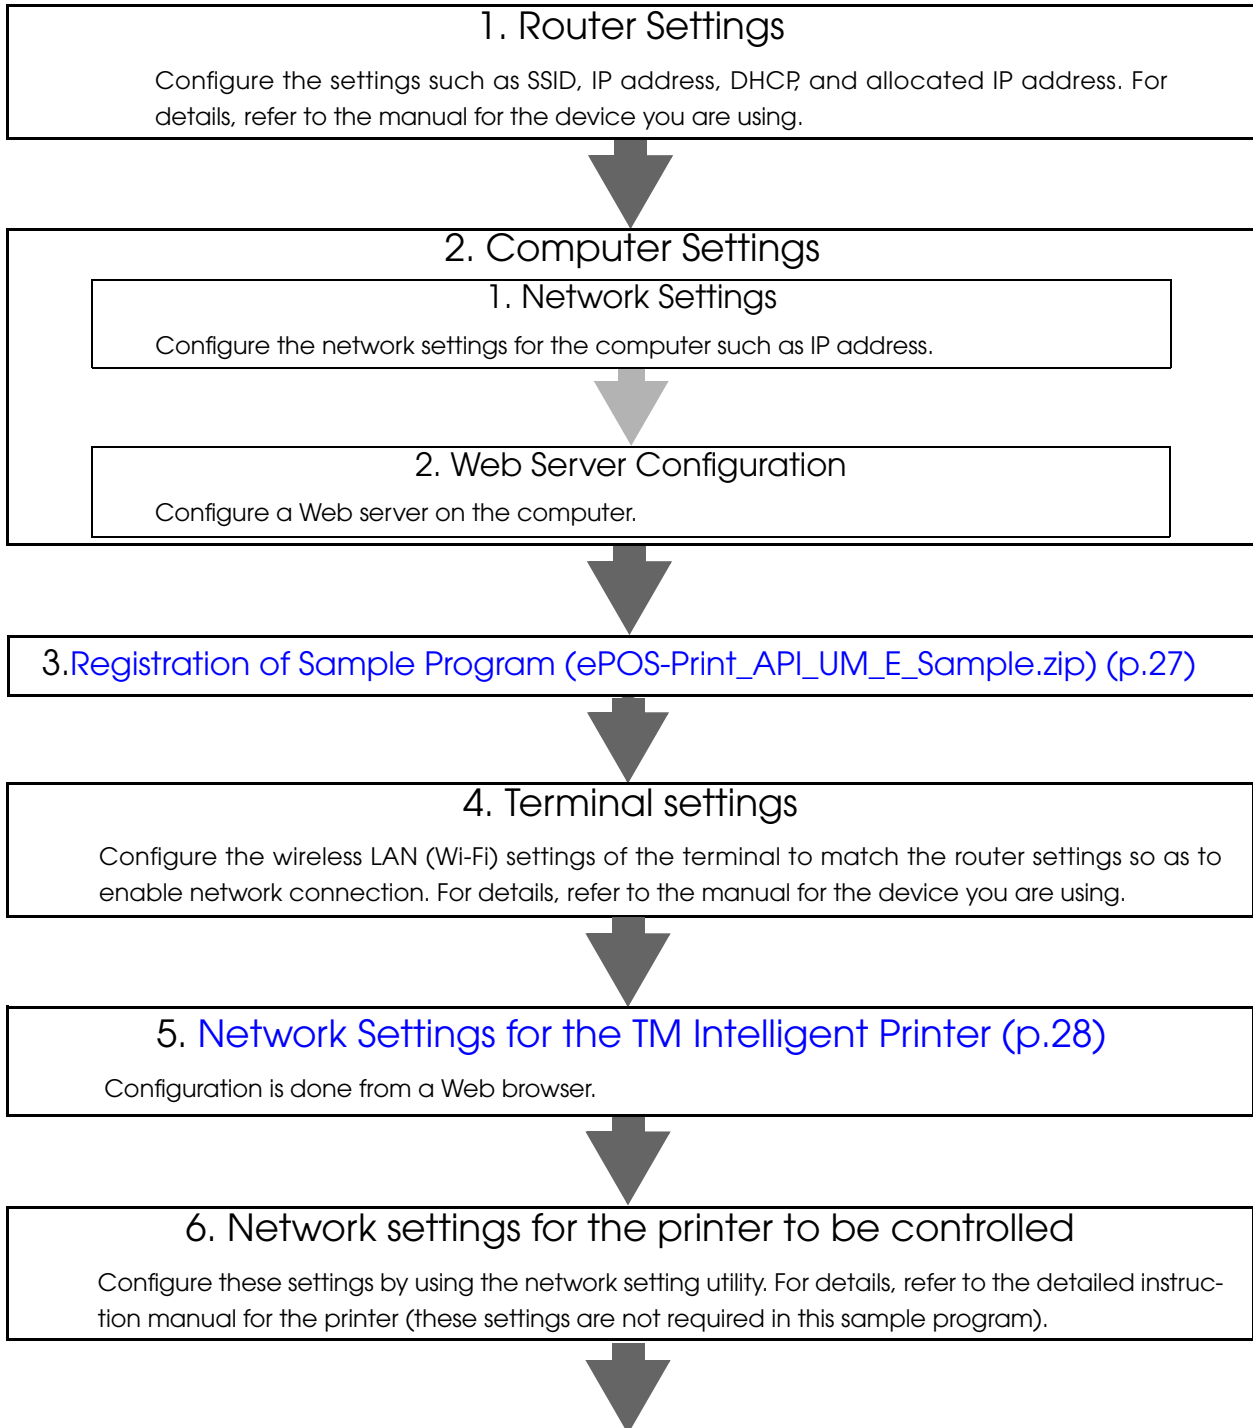 1. Router Settings
Configure the settings such as SSID, IP address, DHCP, and allocated IP address. For
details, refer to the manual for the device you are using.
2. Computer Settings
1. Network Settings
Configure the network settings for the computer such as IP address.
2. Web Server Configuration
Configure a Web server on the computer.
3.Registration of Sample Program (ePOS-Print_API_UM_E_Sample.zip) (p.27)
4. Terminal settings
Configure the wireless LAN (Wi-Fi) settings of the terminal to match the router settings so as to
enable network connection. For details, refer to the manual for the device you are using.
5. Network Settings for the TM Intelligent Printer (p.28)
Configuration is done from a Web browser.
6. Network settings for the printer to be controlled
Configure these settings by using the network setting utility. For details, refer to the detailed instruc-
tion manual for the printer (these settings are not required in this sample program).